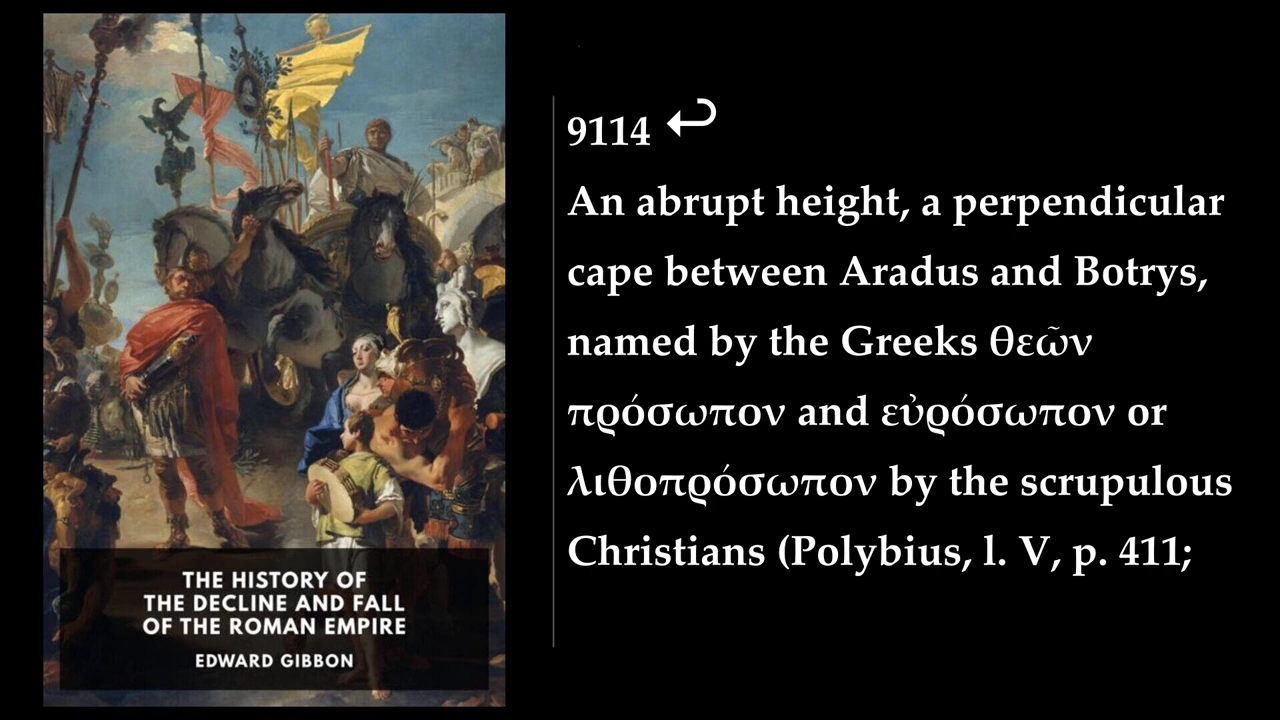 THE HISTORY OF
THE DECLINE AND FALL
OF THE ROMAN EMPIRE
EDWARD GIBBON
9114 ↩
An abrupt height, a perpendicular
cape between Aradus and Botrys,
named by the Greeks θεῶν
πρόσωπον and εὐρόσωπον or
λιθοπρόσωπον by the scrupulous
Christians (Polybius, l. V, p. 411;